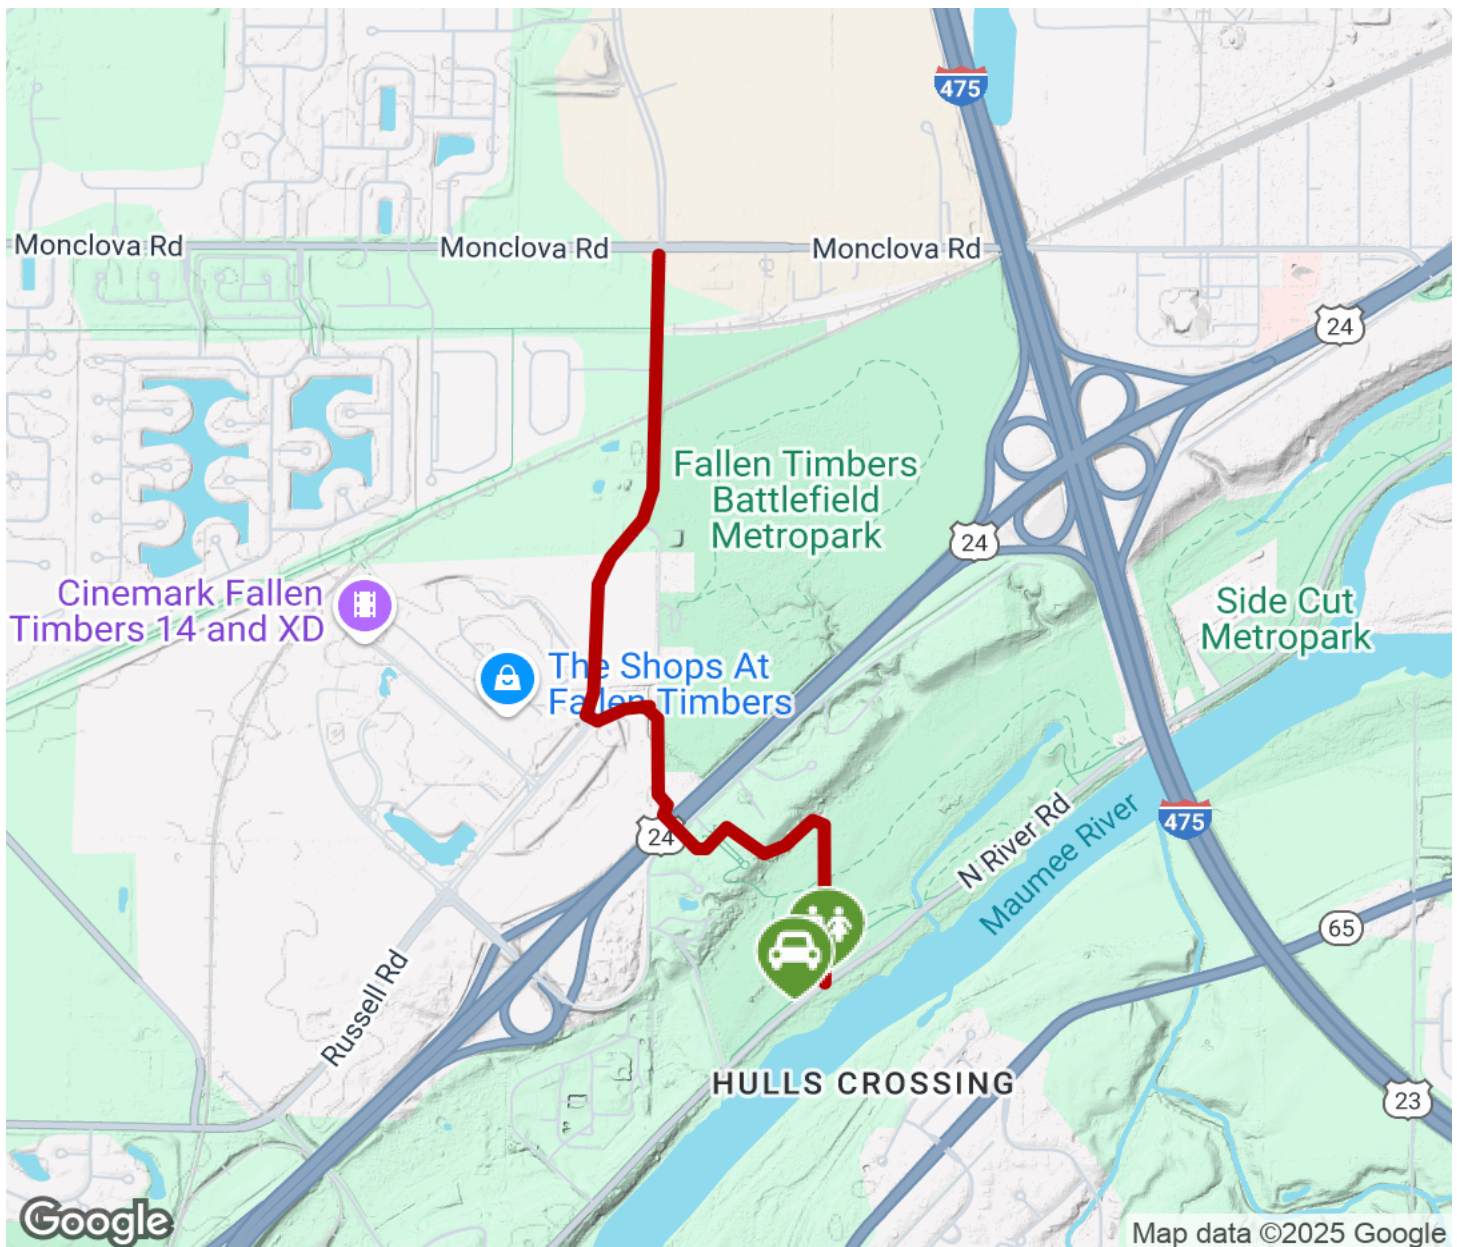 475
Monclova Rd
Monclova Rd
Monclova Rd
24
Fallen Timbers
Battlefield
Metropark
24
Cinemark Fallen
Timbers 14 and XD
Side Cut
Metropark
The Shops At
Fallen Timbers
24
475
N River Rd
Maumee River
65
Russell Rd
HULLS CROSSING
23
Google
Map data ©2025 Google